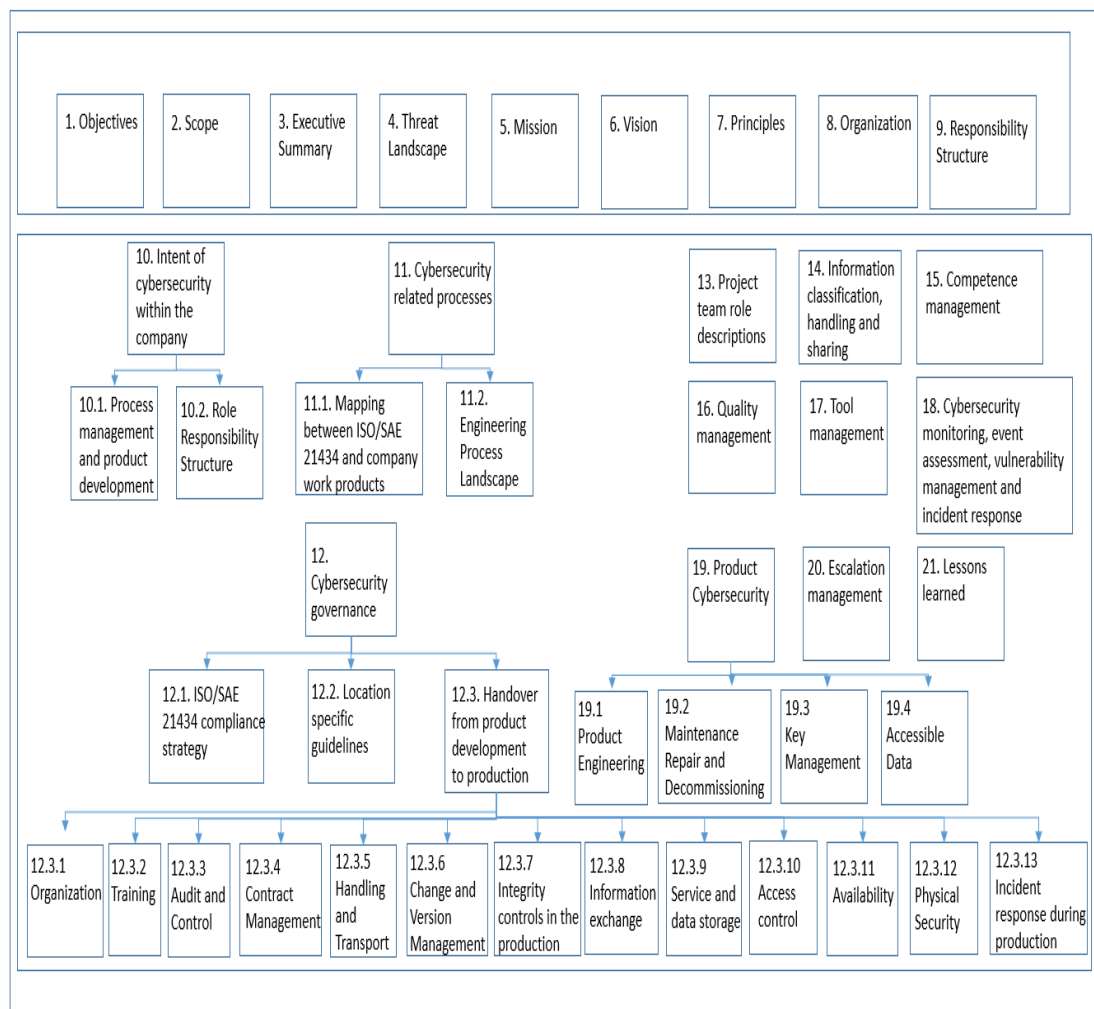 1. Objectives
2. Scope
3. Executive
Summary
4. Threat
Landscape
5. Mission
6. Vision
7. Principles
8. Organization
9. Responsibility
Structure
10. Intent of
cybersecurity
within the
company
11. Cybersecurity
related processes
13. Project
team role
descriptions
14. Information
classification,
handling and
sharing
15. Competence
management
10.1. Process
management
and product
development
10.2. Role
Responsibility
Structure
11.1. Mapping
between ISO/SAE
21434 and company
work products
11.2.
Engineering
Process
Landscape
16. Quality
management
17. Tool
management
18. Cybersecurity
monitoring, event
assessment, vulnerability
management and
incident response
12.
Cybersecurity
governance
19. Product
Cybersecurity
20. Escalation
management
21. Lessons
learned
12.1. ISO/SAE
21434 compliance
strategy
12.2. Location
specific
guidelines
12.3. Handover
from product
development
to production
19.1
Product
Engineering
19.2
Maintenance
Repair and
Decommissioning
19.3
Key
Management
19.4
Accessible
Data
12.3.1
Organization
12.3.2
Training
12.3.3
Audit and
Control
12.3.4
Contract
Management
12.3.5
Handling
and
Transport
12.3.6
Change and
Version
Management
12.3.7
Integrity
controls in the
production
12.3.8
Information
exchange
12.3.9
Service and
data storage
12.3.10
Access
control
12.3.11
Availability
12.3.12
Physical
Security
12.3.13
Incident
response during
production